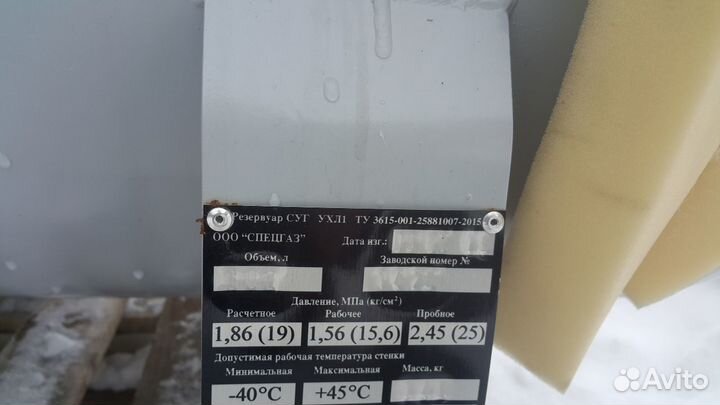 Резервуар СУГ УХЛ1 ТУ 3615-001-25881007-2015
ООО "СПЕЦГАЗ" Дата изг.:
Объем, л Заводской номер №
Давление, МПа (кг/см²)
Расчетное Рабочее Пробное
1,86 (19) 1,56 (15,6) 2,45 (25)
Допустимая рабочая температура стенки
Минимальная Максимальная Масса, кг
-40°C +45°C
Avito